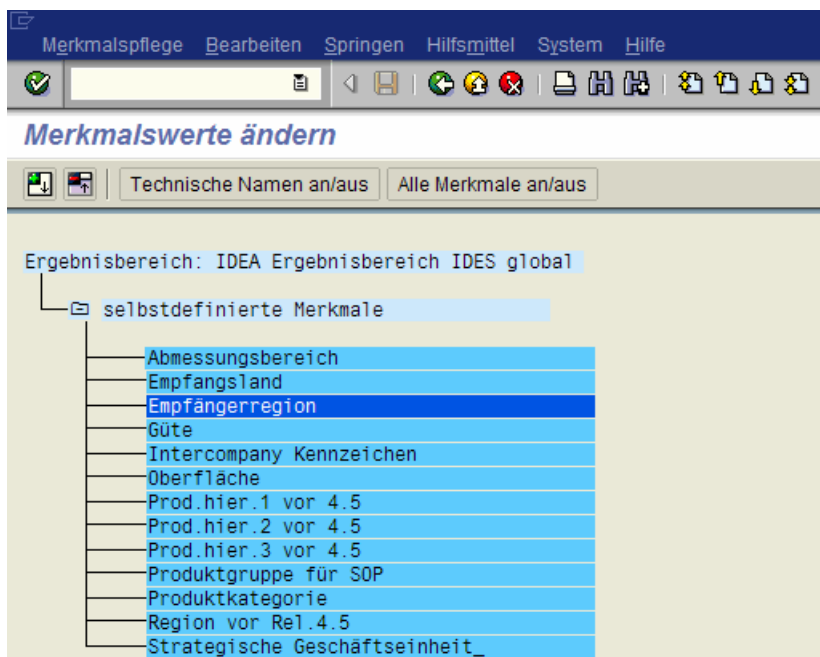 Merkmalspflege Bearbeiten Springen Hilfsmittel System Hilfe
Merkmalswerte ändern
Technische Namen an/aus Alle Merkmale an/aus
Ergebnisbereich: IDEA Ergebnisbereich IDES global
selbstdefinierte Merkmale
Abmessungsbereich
Empfangsland
Empfängerregion
Güte
Intercompany Kennzeichen
Oberfläche
Prod.hier.1 vor 4.5
Prod.hier.2 vor 4.5
Prod.hier.3 vor 4.5
Produktgruppe für SOP
Produktkategorie
Region vor Rel.4.5
Strategische Geschäftseinheit_